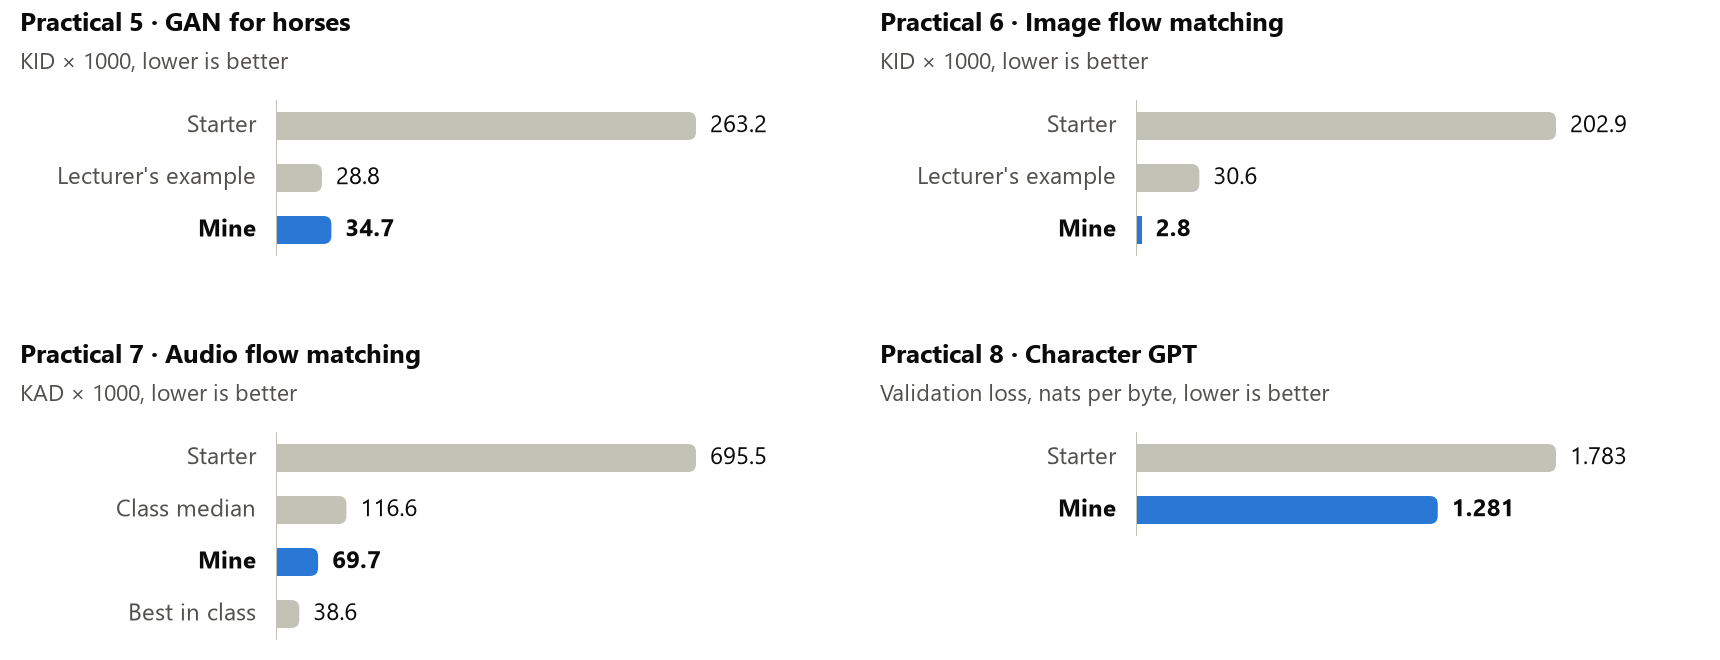 Practical 5 · GAN for horses
KID × 1000, lower is better
Starter 263.2
Lecturer's example 28.8
Mine 34.7
Practical 6 · Image flow matching
KID × 1000, lower is better
Starter 202.9
Lecturer's example 30.6
Mine 2.8
Practical 7 · Audio flow matching
KAD × 1000, lower is better
Starter 695.5
Class median 116.6
Mine 69.7
Best in class 38.6
Practical 8 · Character GPT
Validation loss, nats per byte, lower is better
Starter 1.783
Mine 1.281